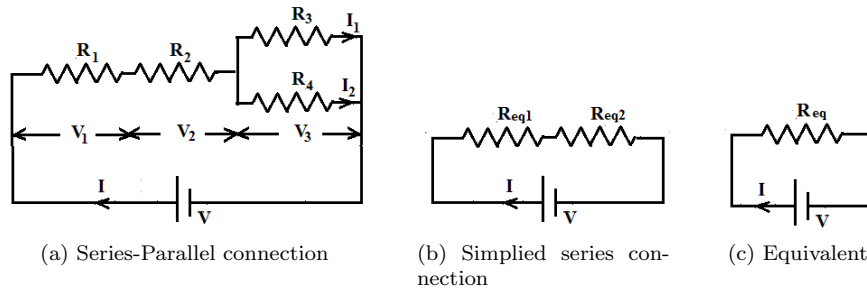 R3 I1
R1 R2
R4 I2
V1 V2 V3
I
V
(a) Series-Parallel connection
Req1 Req2
I
V
(b) Simplied series con-
nection
Req
I
V
(c) Equivalent